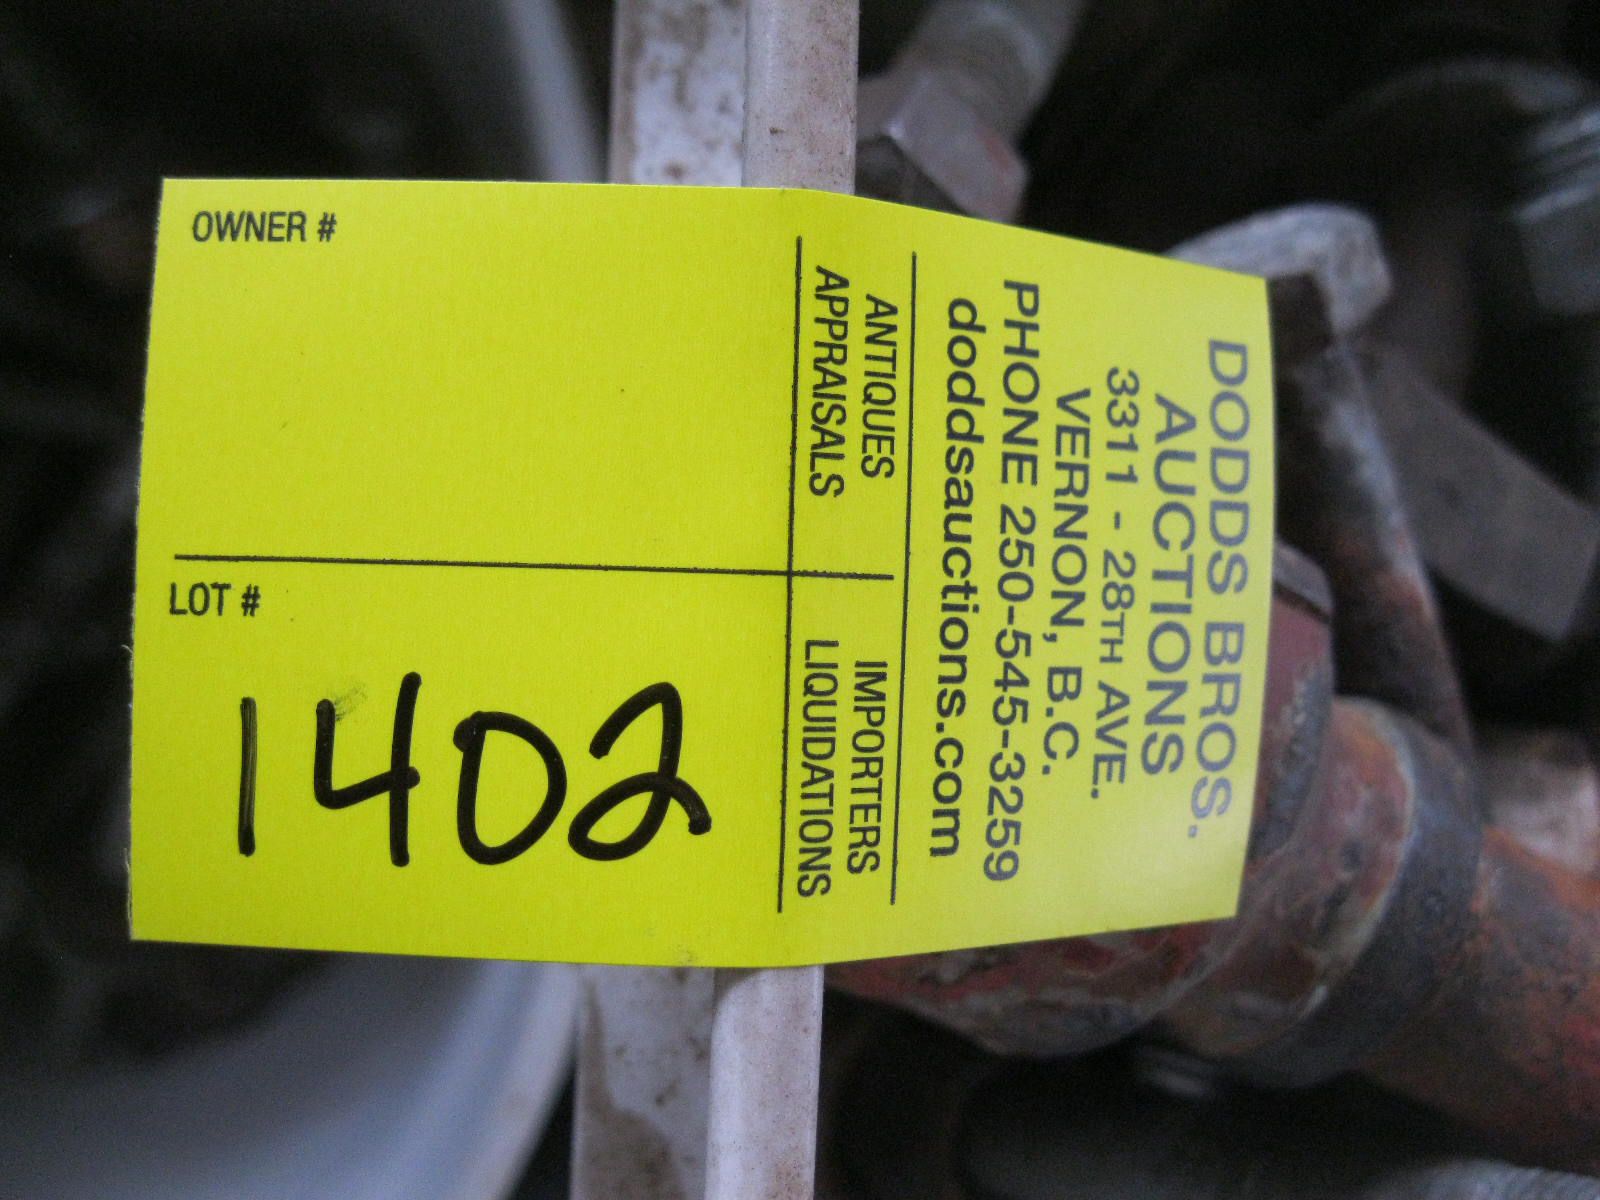 DODDS BROS.
AUCTIONS
3311 - 28TH AVE.
VERNON, B.C.
PHONE 250-545-3259
doddsauctions.com
ANTIQUES
APPRAISALS
IMPORTERS
LIQUIDATIONS
OWNER #
LOT #
1402